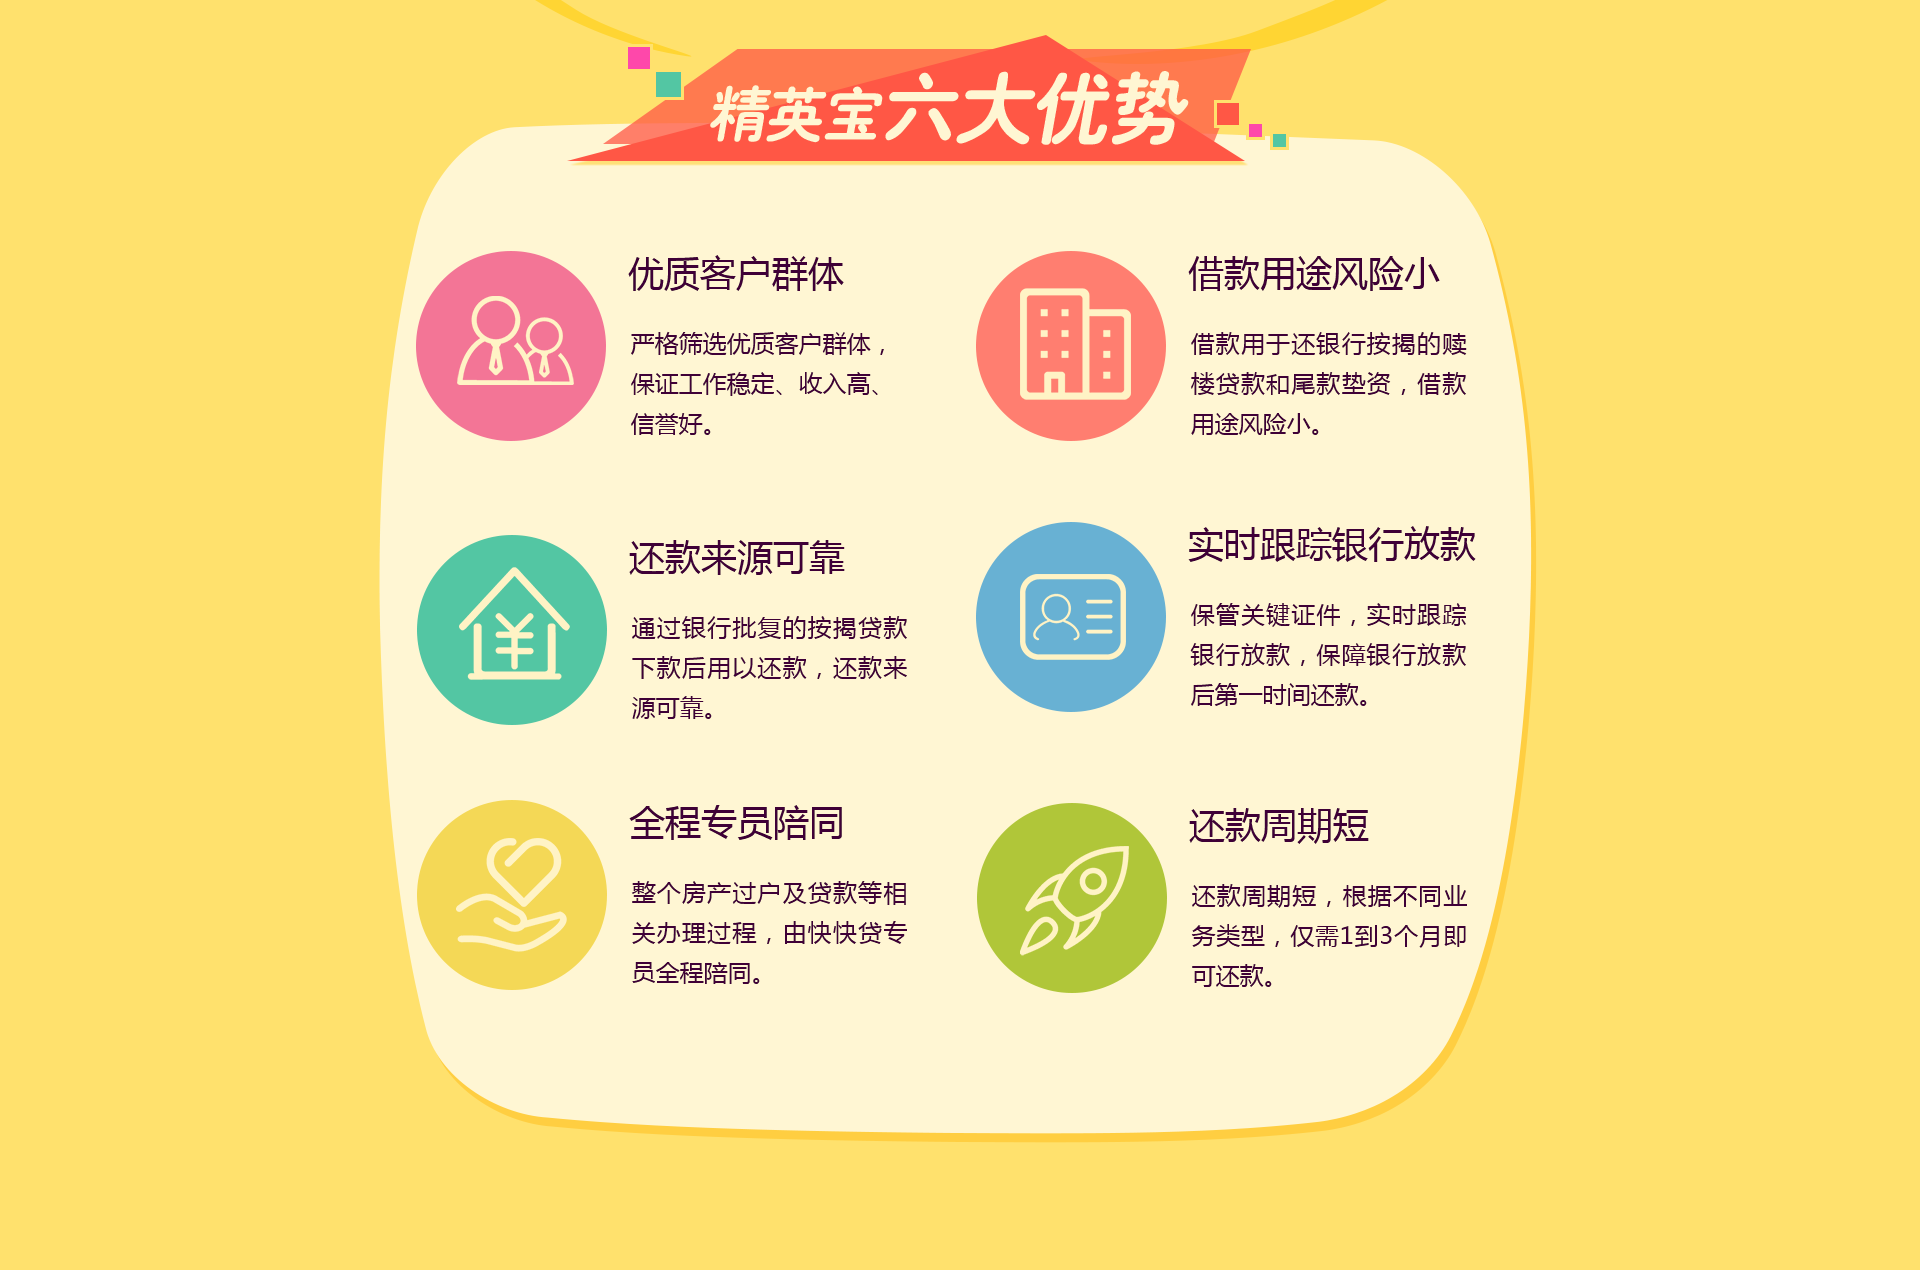 精英宝六大优势
优质客户群体
严格筛选优质客户群体，
保证工作稳定、收入高、
信誉好。
借款用途风险小
借款用于还银行按揭的赎
楼贷款和尾款垫资，借款
用途风险小。
还款来源可靠
通过银行批复的按揭贷款
下款后用以还款，还款来
源可靠。
实时跟踪银行放款
保管关键证件，实时跟踪
银行放款，保障银行放款
后第一时间还款。
全程专员陪同
整个房产过户及贷款等相
关办理过程，由快快贷专
员全程陪同。
还款周期短
还款周期短，根据不同业
务类型，仅需1到3个月即
可还款。